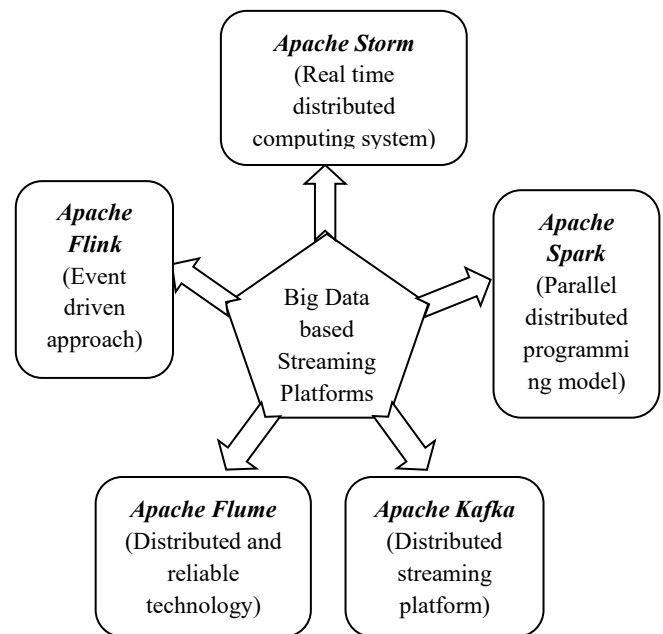 Apache Storm
(Real time
distributed
computing system)
Apache
Flink
(Event
driven
approach)
Big Data
based
Streaming
Platforms
Apache
Spark
(Parallel
distributed
programmi
ng model)
Apache Flume
(Distributed and
reliable
technology)
Apache Kafka
(Distributed
streaming
platform)